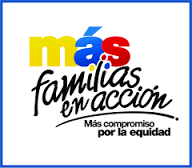 más
familias
en acción
Más compromiso
por la equidad